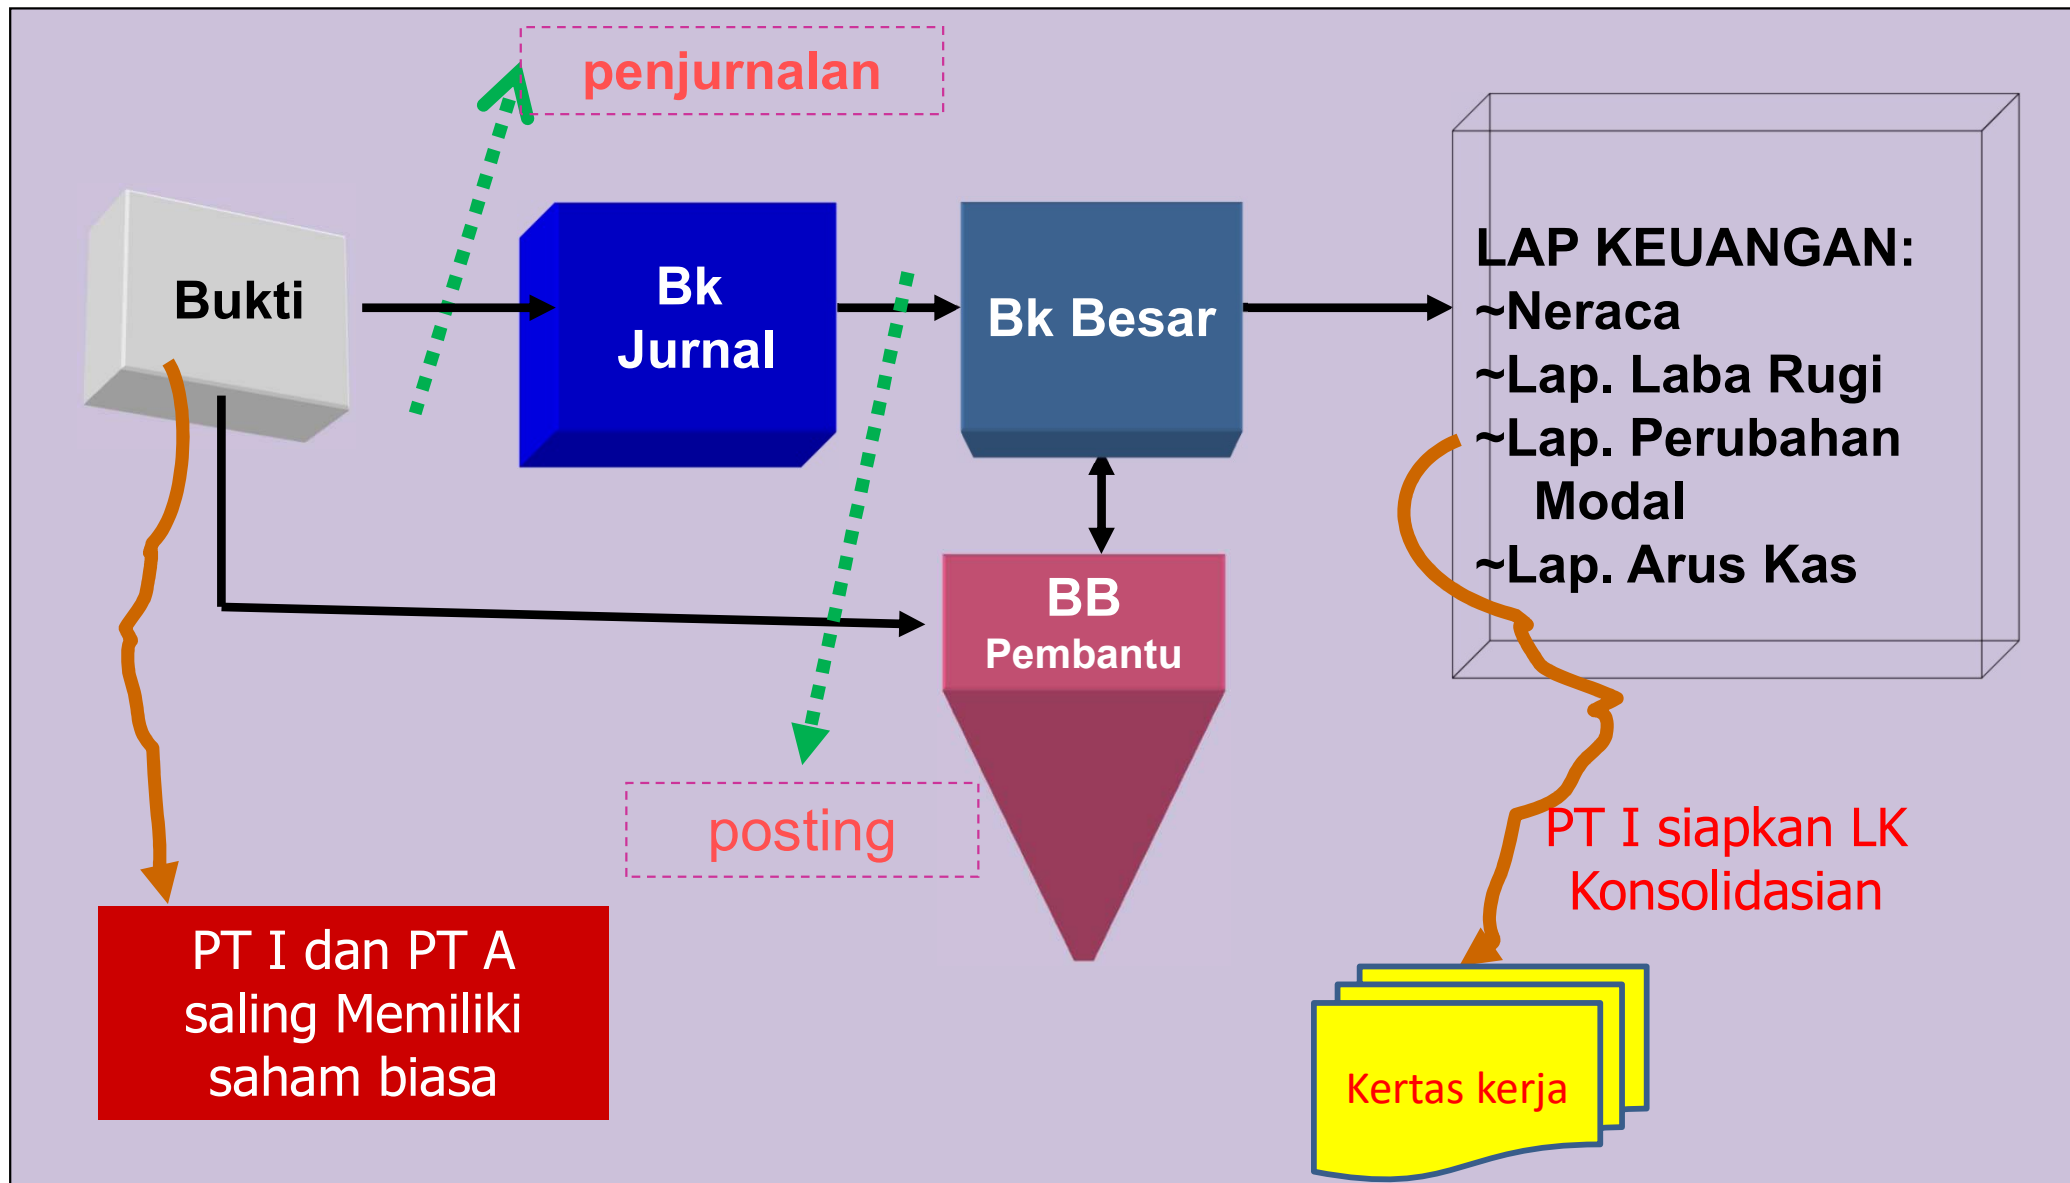 penjurnalan
Bukti
Bk
Jurnal
Bk Besar
LAP KEUANGAN:
~Neraca
~Lap. Laba Rugi
~Lap. Perubahan
Modal
~Lap. Arus Kas
BB
Pembantu
posting
PT I siapkan LK
Konsolidasian
PT I dan PT A
saling Memiliki
saham biasa
Kertas kerja